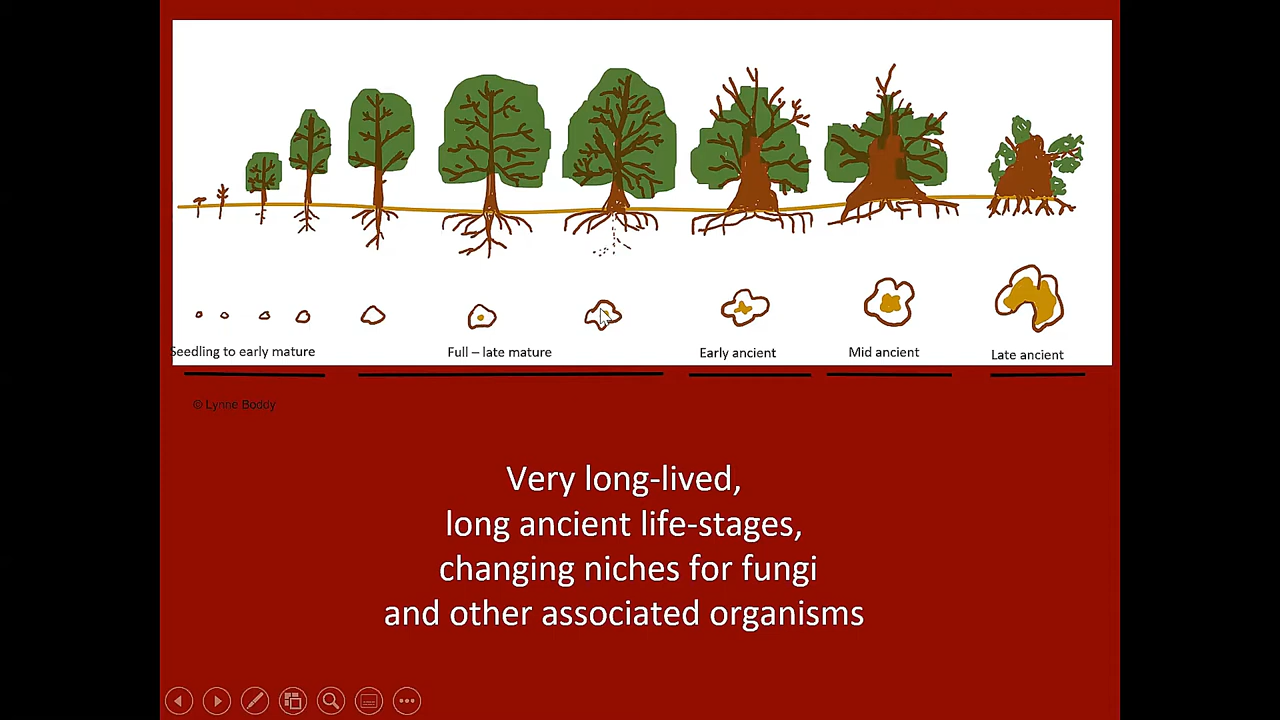 Seedling to early mature
Full – late mature
Early ancient
Mid ancient
Late ancient
© Lynne Boddy
Very long-lived,
long ancient life-stages,
changing niches for fungi
and other associated organisms